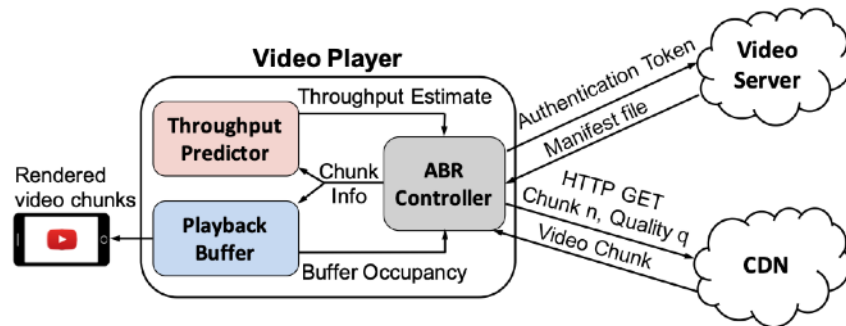 Video Player
Throughput Estimate
Throughput
Predictor
ABR
Controller
Chunk
Info
Rendered
video chunks
Playback
Buffer
Buffer Occupancy
Authentication Token
Manifest file
Video
Server
HTTP GET
Chunk n, Quality q
Video Chunk
CDN